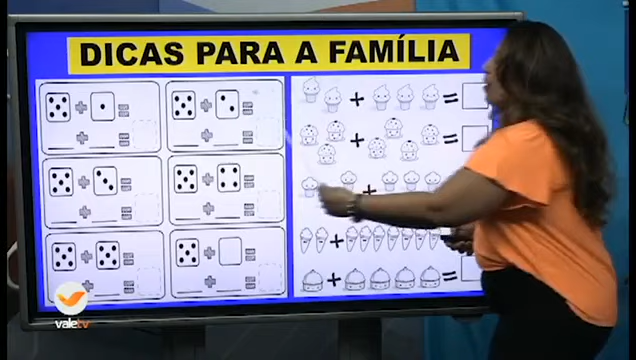 DICAS PARA A FAMÍLIA
+ = + =
+ = + =
+ = + =
+ = + =
+ = + =
+ = + =
+ =
+ =
+
+
+ =
valetv